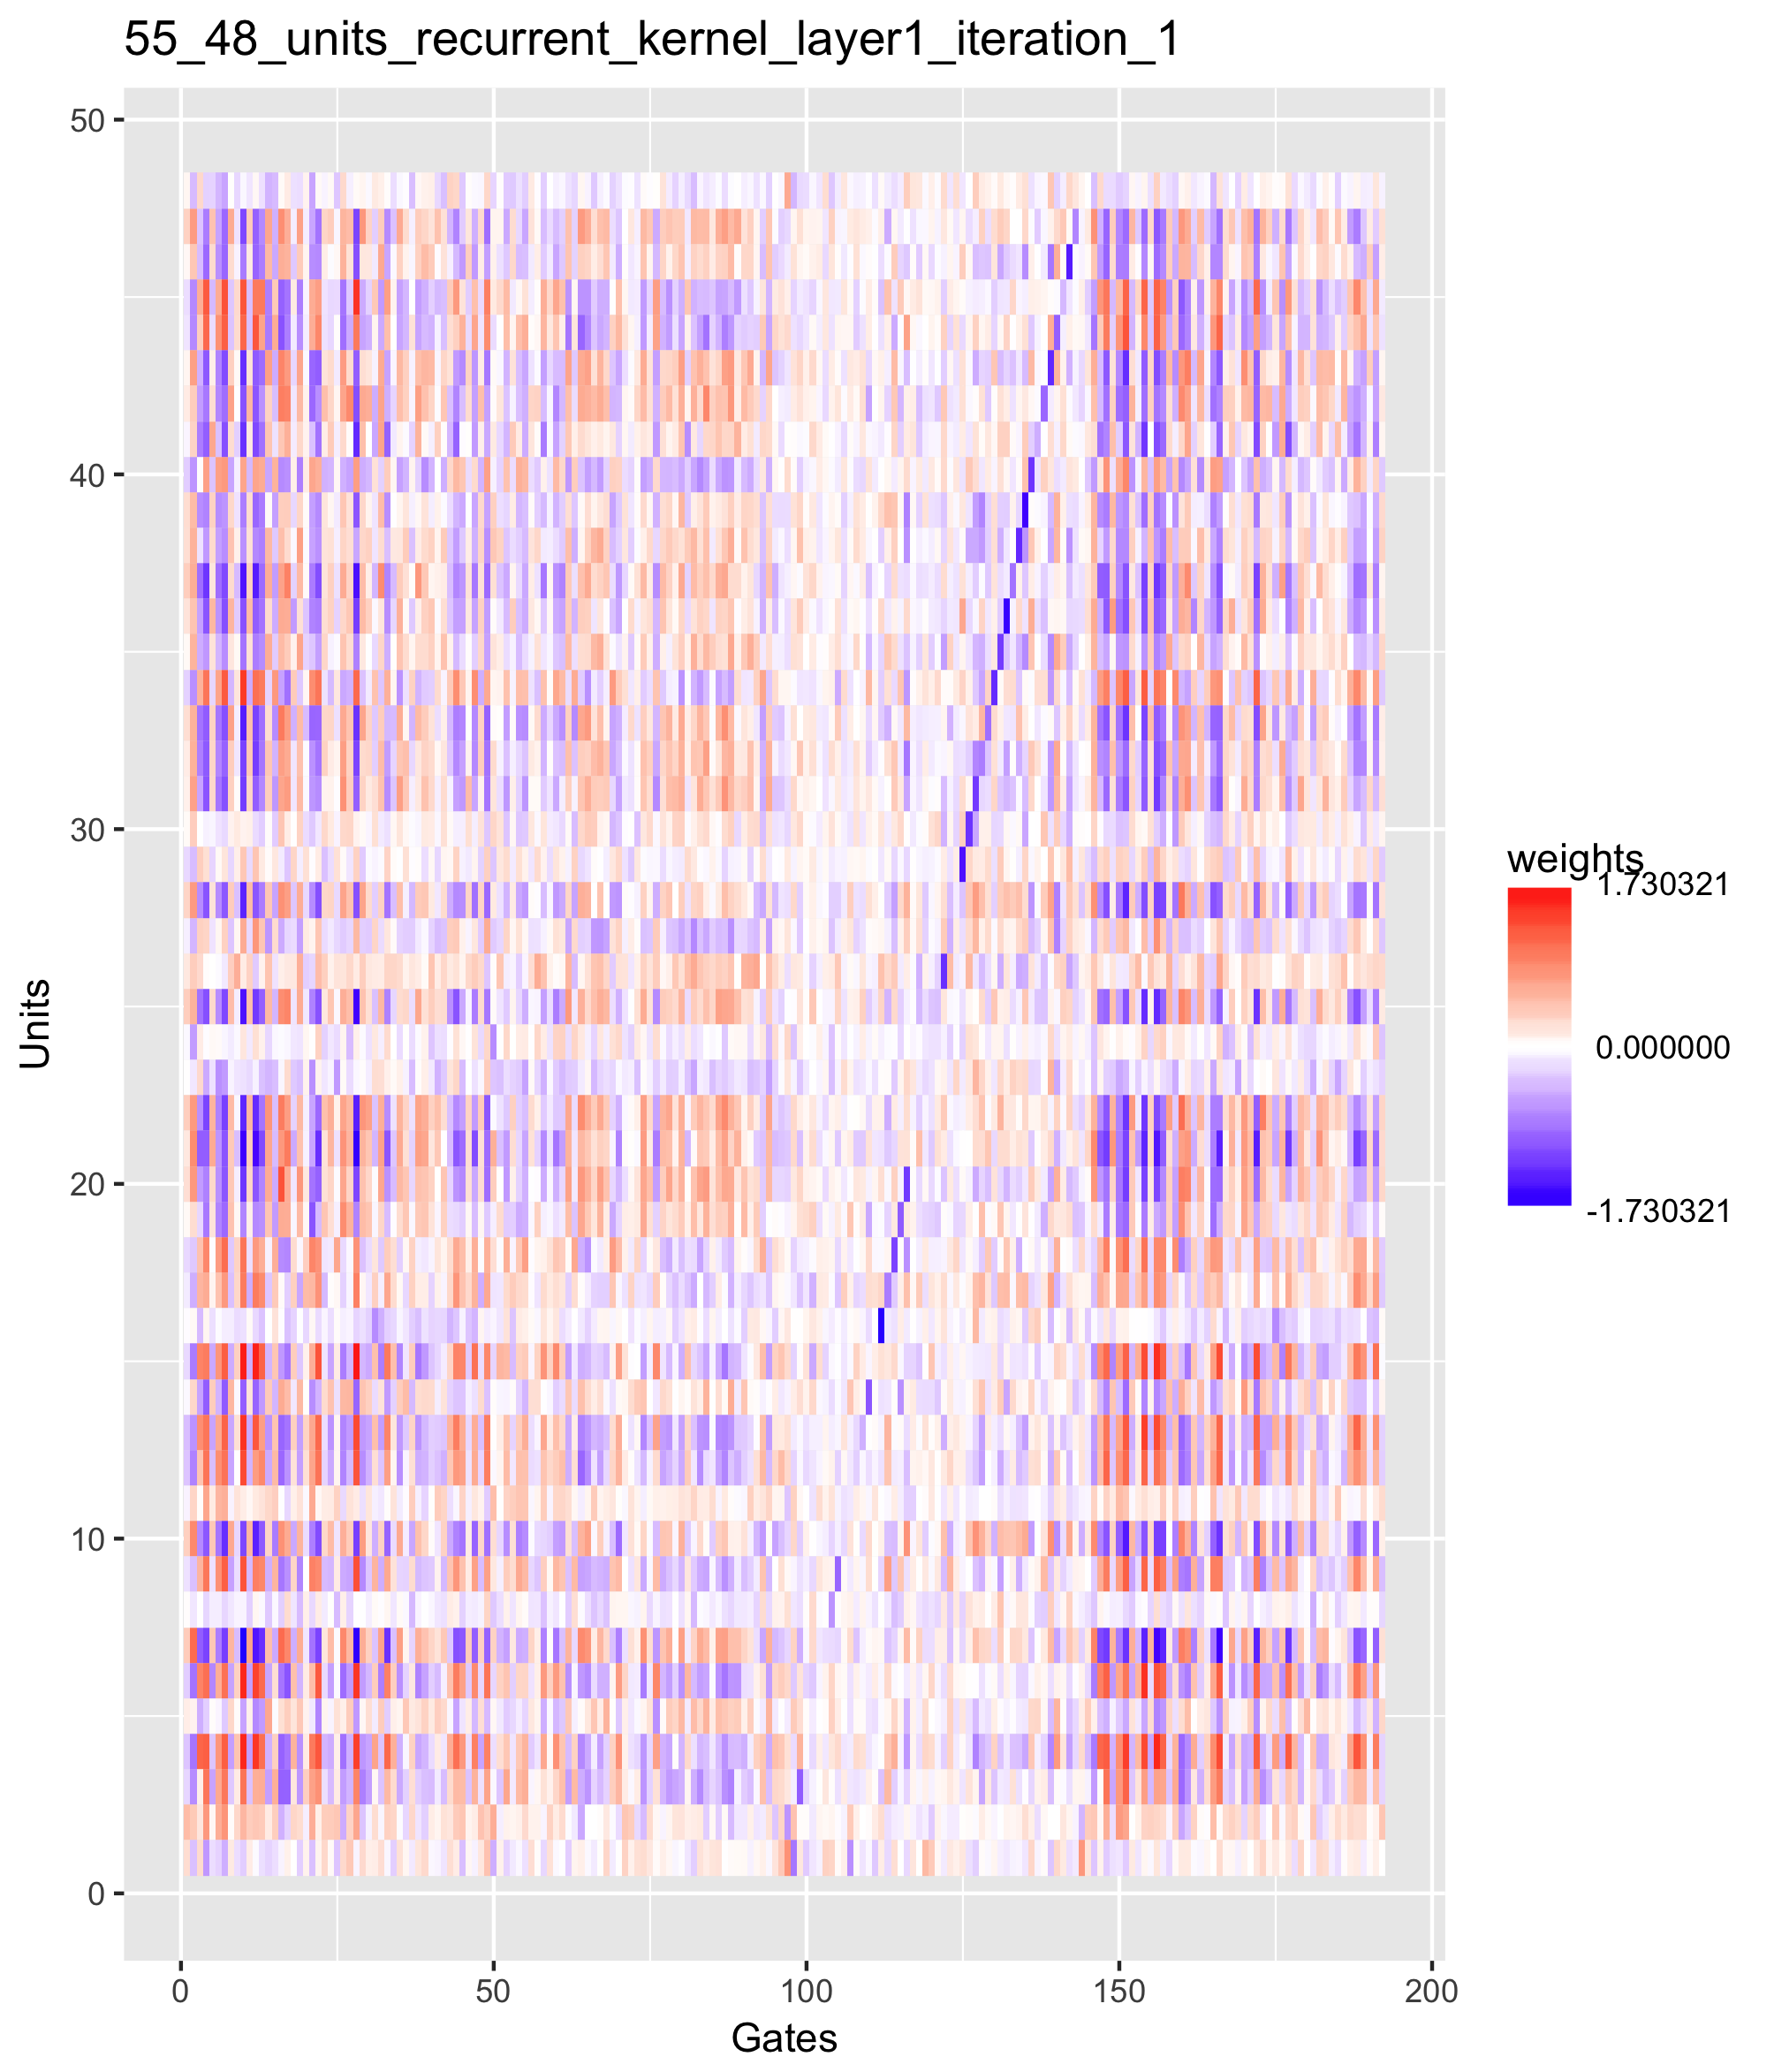 55_48_units_recurrent_kernel_layer1_iteration_1
50
40
30
20
10
0
Units
0 50 100 150 200
Gates
weights
1.730321
0.000000
-1.730321